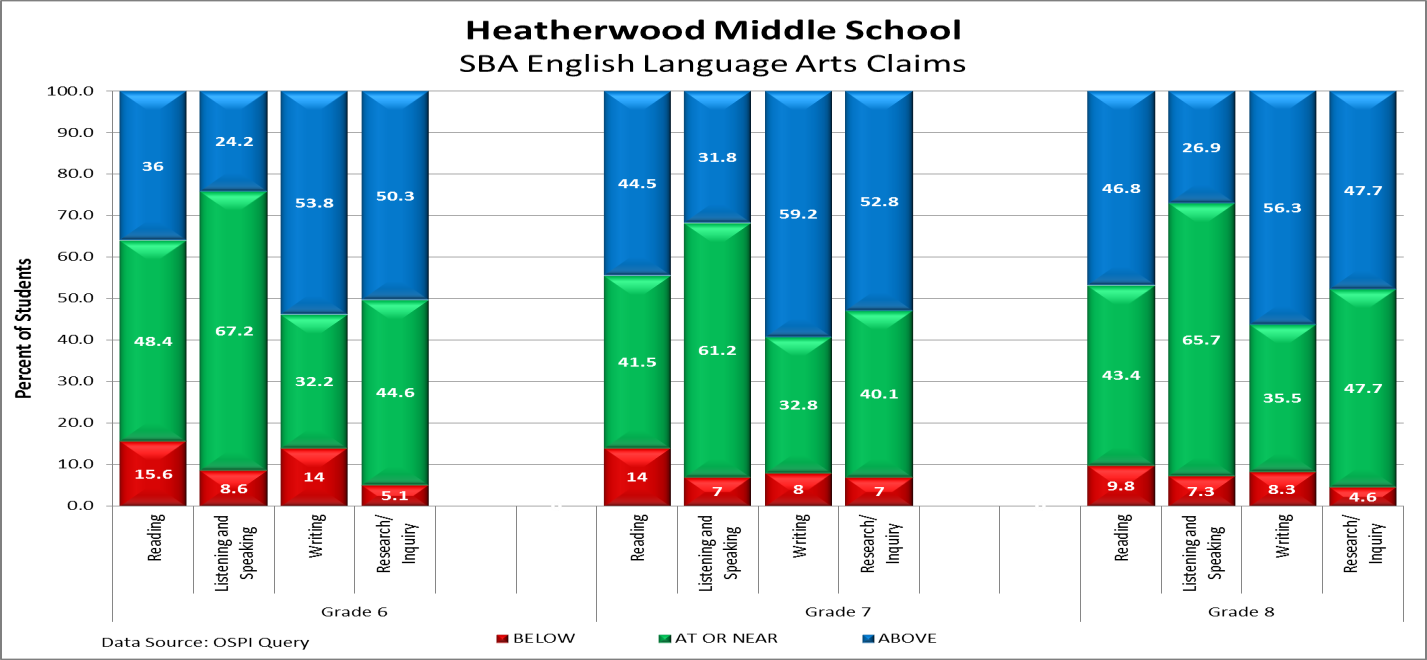 Heatherwood Middle School
SBA English Language Arts Claims
Percent of Students
100.0
90.0
80.0
70.0
60.0
50.0
40.0
30.0
20.0
10.0
0.0
36
48.4
15.6
24.2
67.2
8.6
53.8
32.2
14
50.3
44.6
5.1
44.5
41.5
14
31.8
61.2
7
59.2
32.8
8
52.8
40.1
7
46.8
43.4
9.8
26.9
65.7
7.3
56.3
35.5
8.3
47.7
47.7
4.6
Reading
Listening and
Speaking
Writing
Research/
Inquiry
Reading
Listening and
Speaking
Writing
Research/
Inquiry
Reading
Listening and
Speaking
Writing
Research/
Inquiry
Grade 6
Grade 7
Grade 8
Data Source: OSPI Query
BELOW
AT OR NEAR
ABOVE